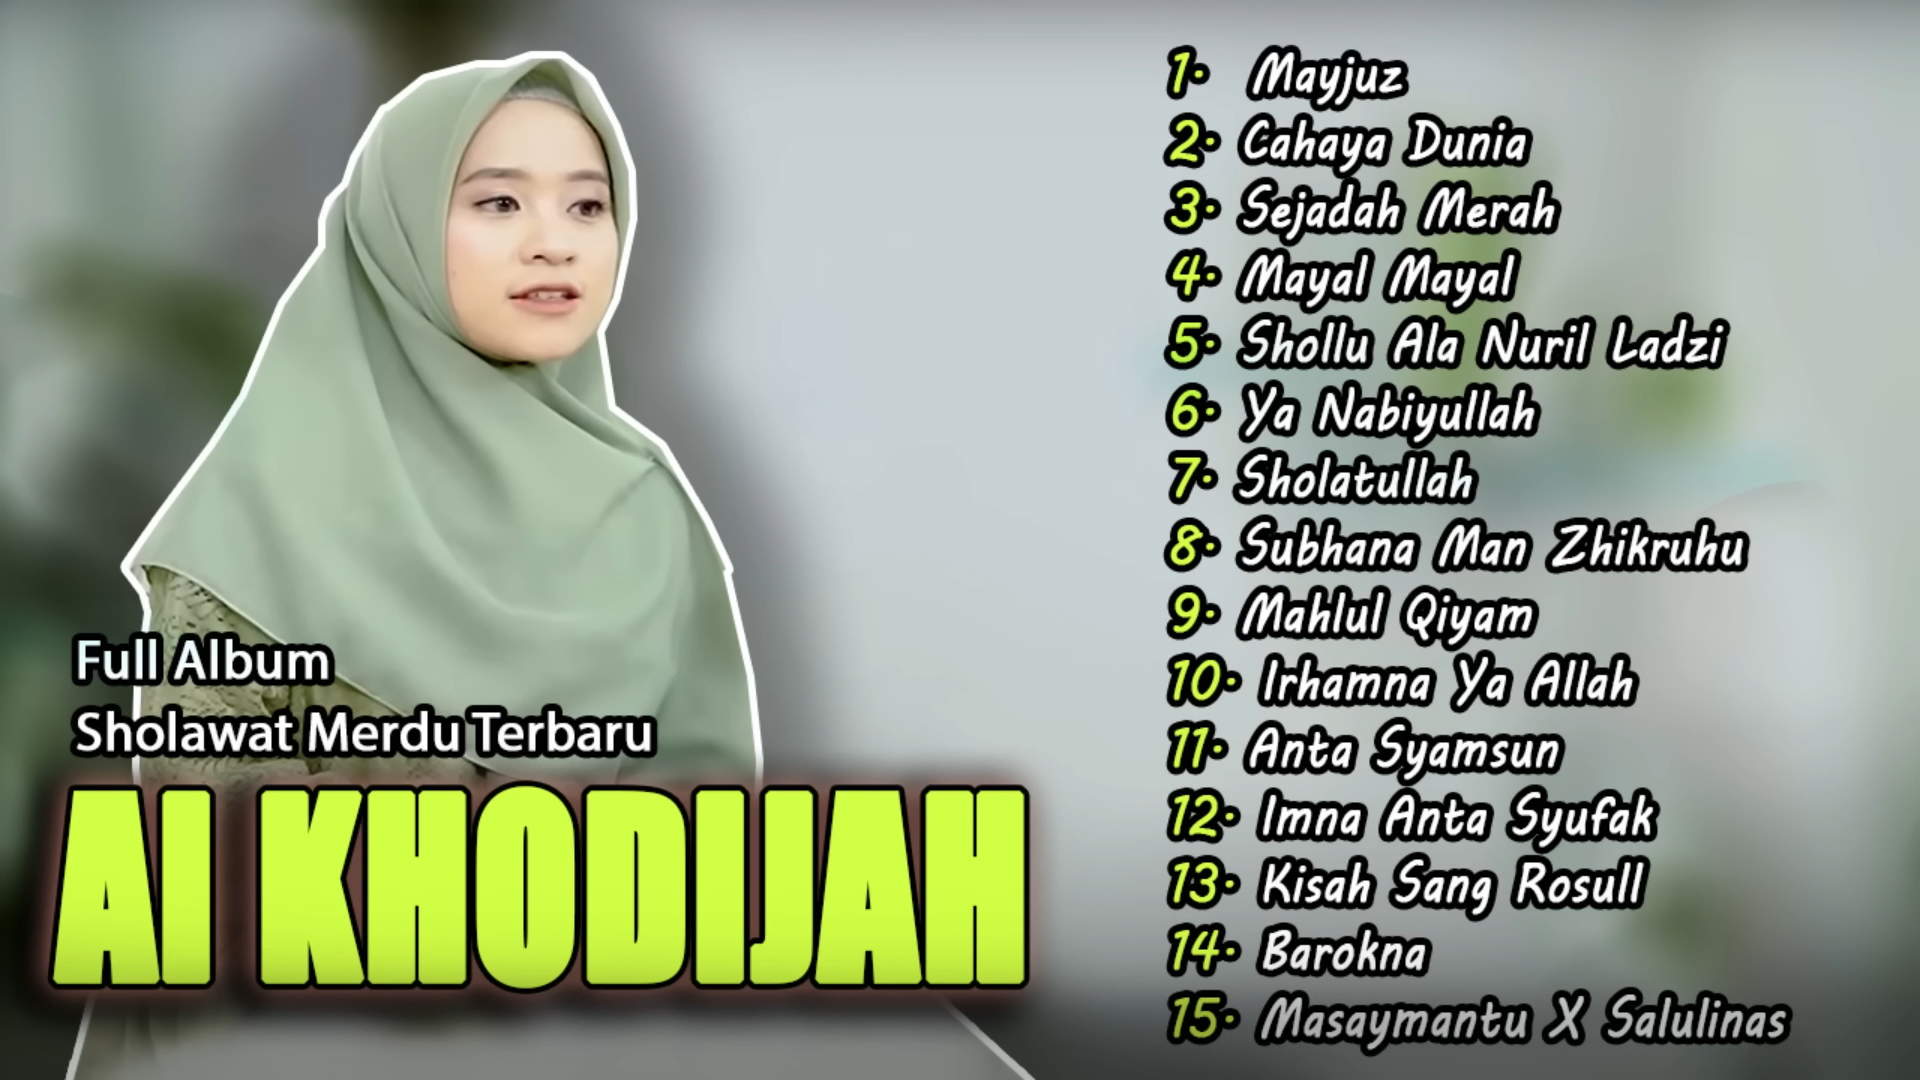 Full Album
Sholawat Merdu Terbaru
AI KHODIJAH
1. Mayjuz
2. Cahaya Dunia
3. Sejadah Merah
4. Mayal Mayal
5. Shollu Ala Nuril Ladzi
6. Ya Nabiyullah
7. Sholatullah
8. Subhana Man Zhikruhu
9. Mahlul Qiyam
10. Irhamna Ya Allah
11. Anta Syamsun
12. Imna Anta Syufak
13. Kisah Sang Rosull
14. Barokna
15. Masaymantu X Salulinas